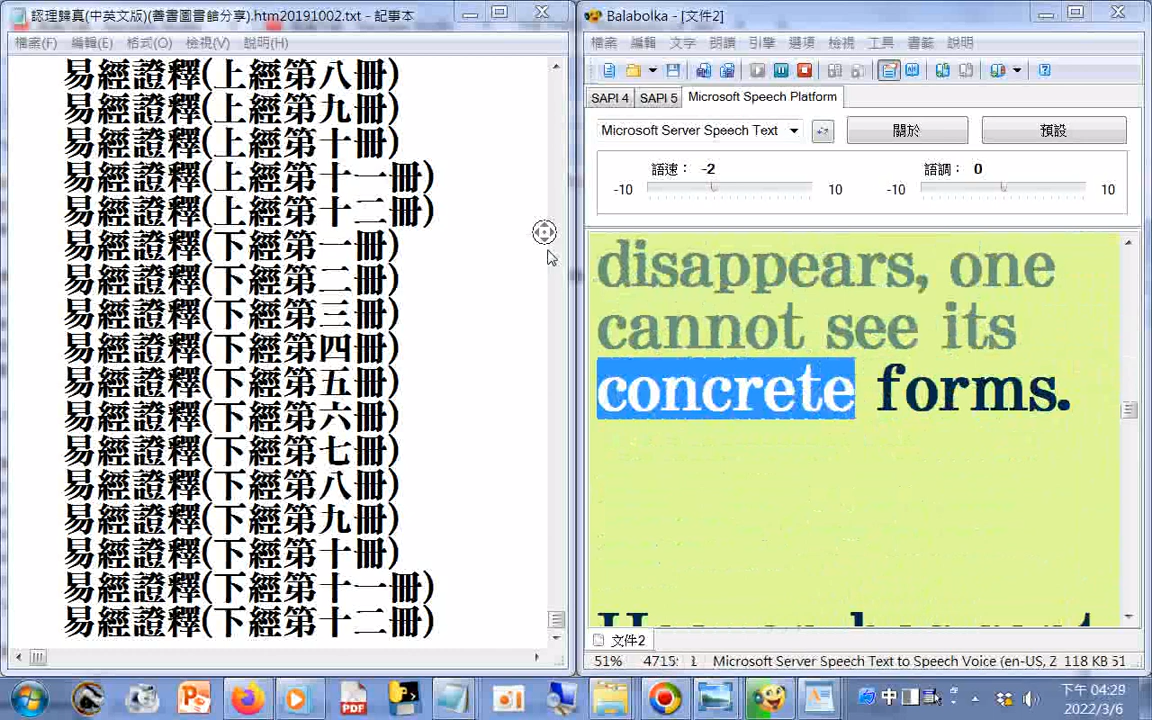 認理歸真(中英文版)(善書圖書館分享).htm20191002.txt - 記事本
檔案(F) 編輯(E) 格式(O) 檢視(V) 說明(H)
易經證釋(上經第八冊)
易經證釋(上經第九冊)
易經證釋(上經第十冊)
易經證釋(上經第十一冊)
易經證釋(上經第十二冊)
易經證釋(下經第一冊)
易經證釋(下經第二冊)
易經證釋(下經第三冊)
易經證釋(下經第四冊)
易經證釋(下經第五冊)
易經證釋(下經第六冊)
易經證釋(下經第七冊)
易經證釋(下經第八冊)
易經證釋(下經第九冊)
易經證釋(下經第十冊)
易經證釋(下經第十一冊)
易經證釋(下經第十二冊)
Balabolka - [文件2]
檔案 編輯 文字 朗讀 引擎 選項 檢視 工具 書籤 說明
SAPI 4 SAPI 5 Microsoft Speech Platform
Microsoft Server Speech Text 關於 預設
語速： -2 語調： 0
-10 10 -10 10
disappears, one
cannot see its
concrete forms.
文件2
51% 4715: 1 Microsoft Server Speech Text to Speech Voice (en-US, Z 118 KB 51
PDF 中 下午 04:29
2022/3/6